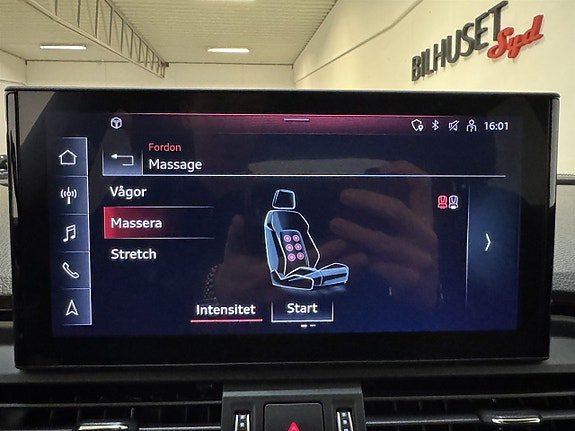 BILHUSET
Syd
16:01
Fordon
Massage
Vågor
Massera
Stretch
Intensitet
Start